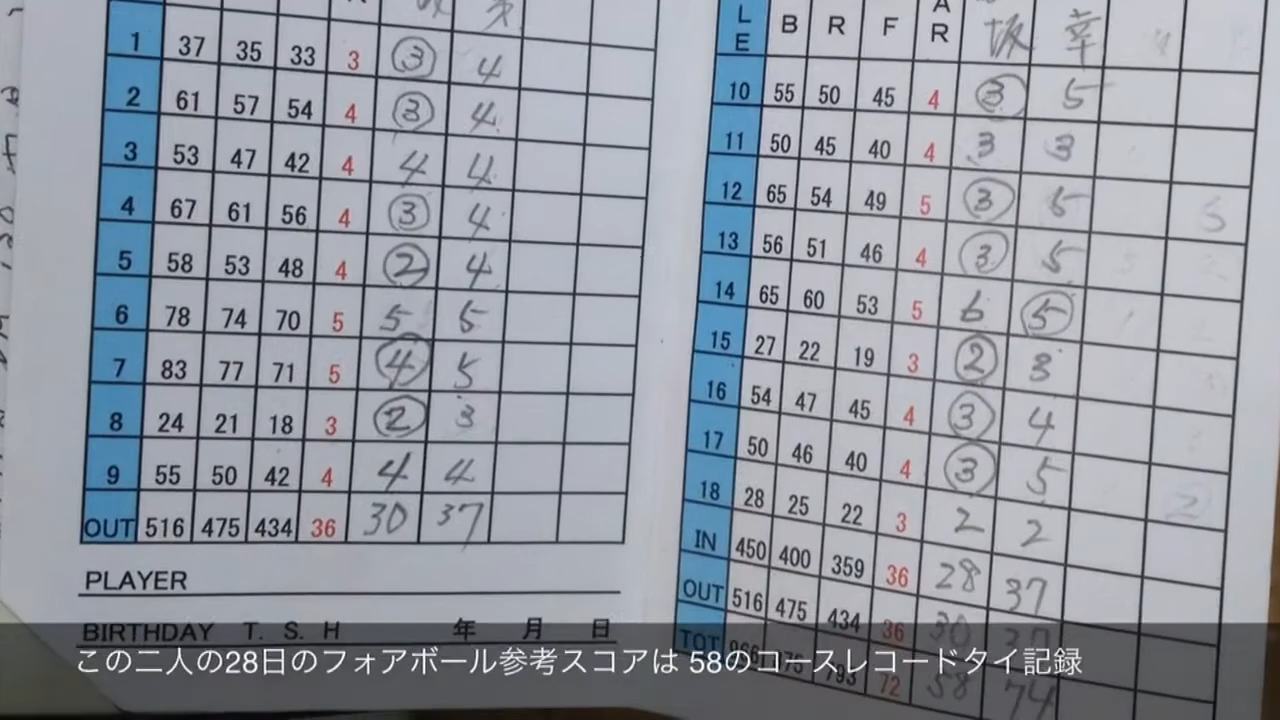 1 37 35 33 3 3 4
2 61 57 54 4 3 4
3 53 47 42 4 4 4
4 67 61 56 4 3 4
5 58 53 48 4 2 4
6 78 74 70 5 5 5
7 83 77 71 5 4 5
8 24 21 18 3 2 3
9 55 50 42 4 4 4
OUT 516 475 434 36 30 37
PLAYER
BIRTHDAY T. S. H 年 月 日
LE B R F AR 坂 幸
10 55 50 45 4 3 5
11 50 45 40 4 3 3
12 65 54 49 5 3 5
13 56 51 46 4 3 5
14 65 60 53 5 6 5
15 27 22 19 3 2 3
16 54 47 45 4 3 4
17 50 46 40 4 3 5
18 28 25 22 3 2 2
IN 450 400 359 36 28 37
OUT 516 475 434 36 30 37
TOT 793 72 58 74
この二人の28日のフォアボール参考スコアは 58のコースレコードタイ記録